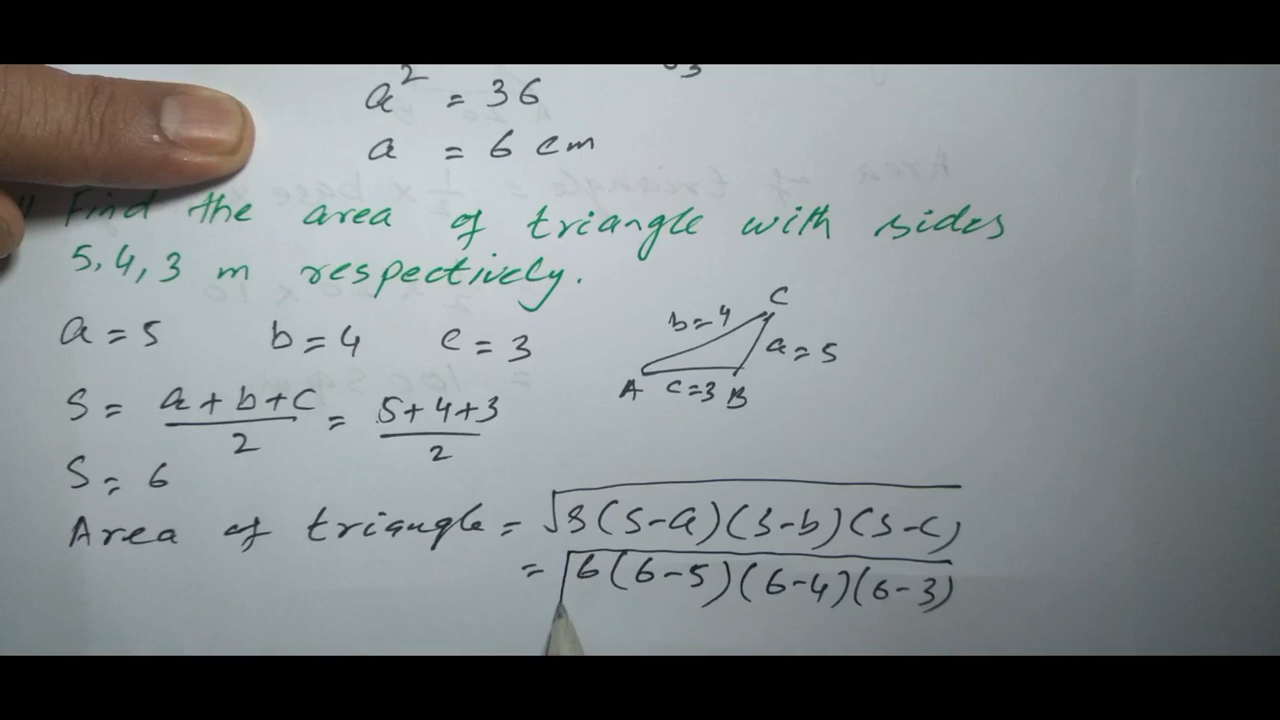 a² = 36
a = 6 cm
Find the area of triangle with sides
5, 4, 3 m respectively.
a = 5 b = 4 c = 3
C
b = 4
a = 5
A c = 3 B
S = a + b + c / 2 = 5 + 4 + 3 / 2
S = 6
Area of triangle = √s(s-a)(s-b)(s-c)
= √6(6-5)(6-4)(6-3)